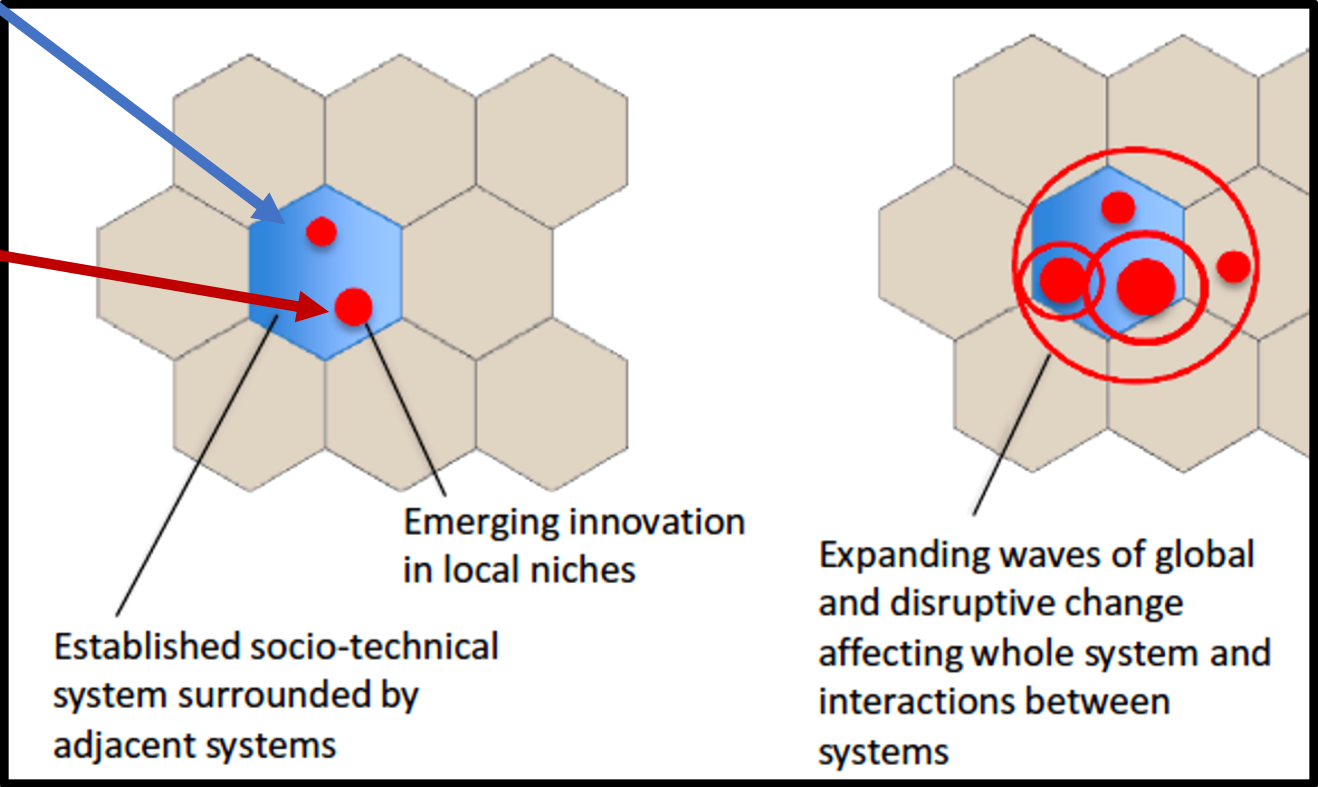 Emerging innovation
in local niches
Established socio-technical
system surrounded by
adjacent systems
Expanding waves of global
and disruptive change
affecting whole system and
interactions between
systems